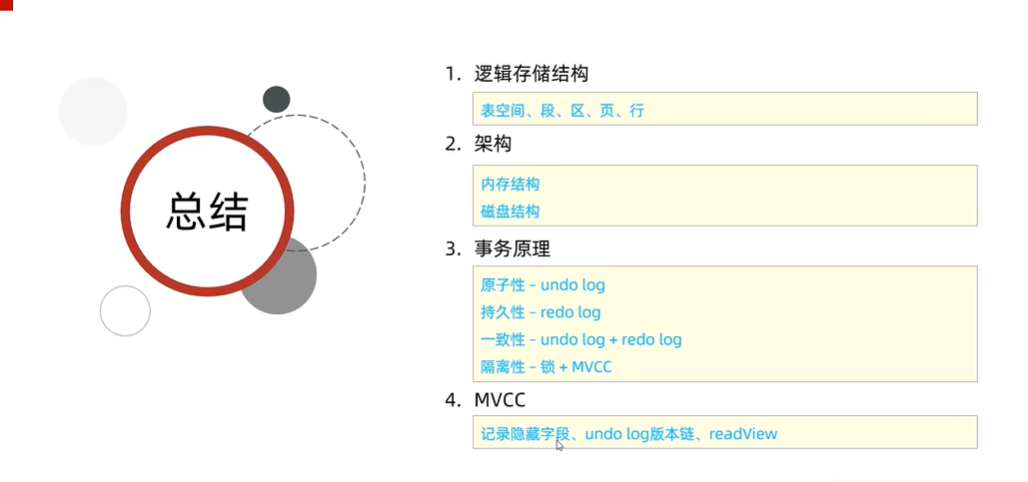 总结
1. 逻辑存储结构
表空间、段、区、页、行
2. 架构
内存结构
磁盘结构
3. 事务原理
原子性 - undo log
持久性 - redo log
一致性 - undo log + redo log
隔离性 - 锁 + MVCC
4. MVCC
记录隐藏字段、undo log版本链、readView